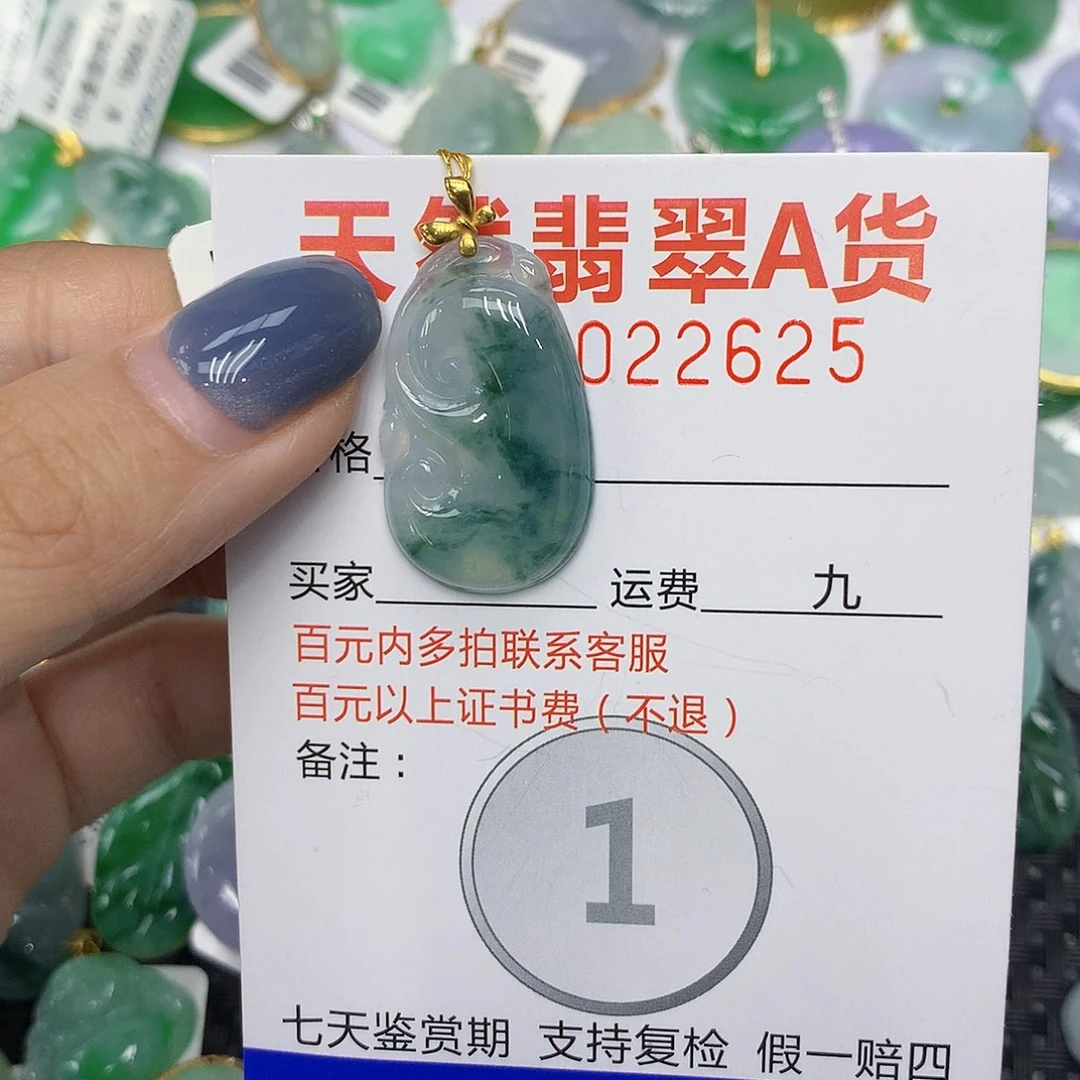 天然翡翠A货
022625
格
买家 运费 九
百元内多拍联系客服
百元以上证书费（不退）
备注：
1
七天鉴赏期 支持复检 假一赔四